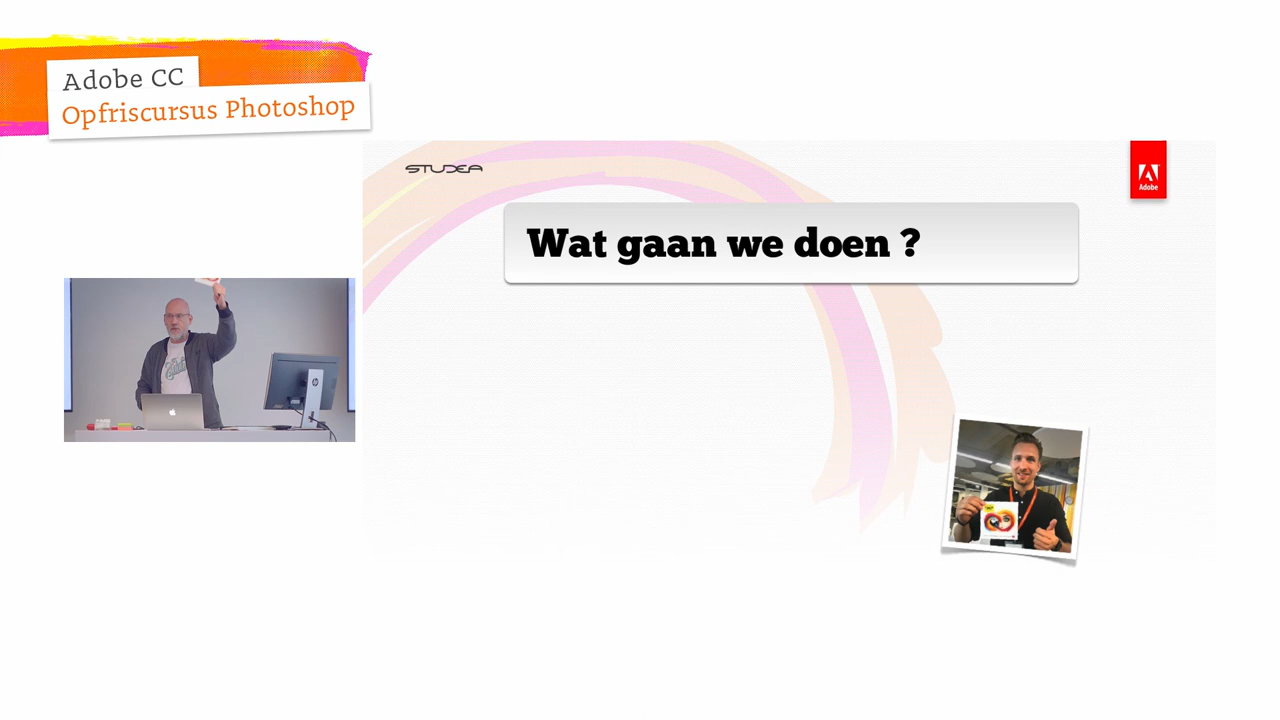 Adobe CC
Opfriscursus Photoshop
STUDEA
Adobe
Wat gaan we doen ?